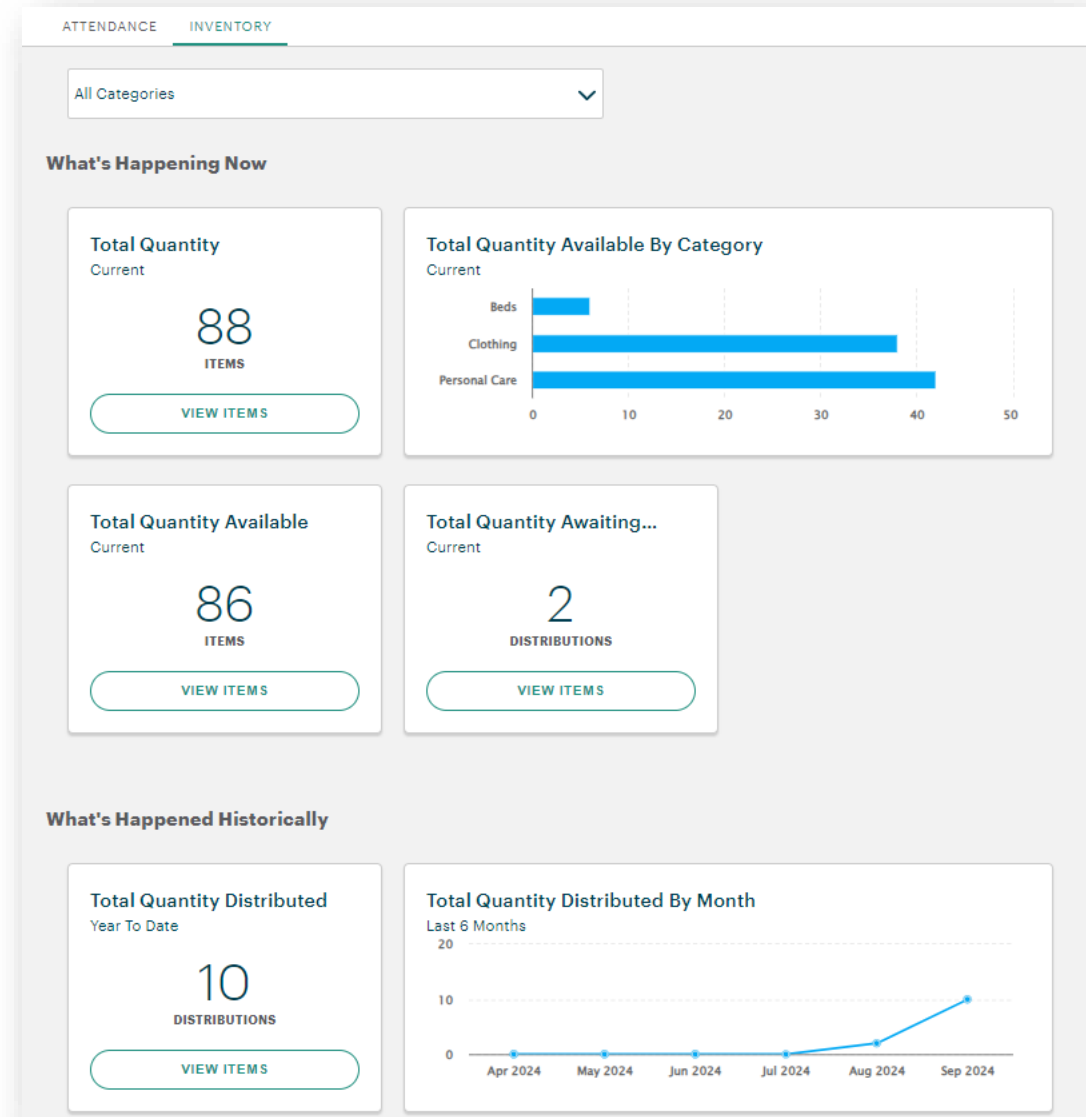 ATTENDANCE INVENTORY
All Categories
What's Happening Now
Total Quantity
Current
88
ITEMS
VIEW ITEMS
Total Quantity Available By Category
Current
Beds
Clothing
Personal Care
0 10 20 30 40 50
Total Quantity Available
Current
86
ITEMS
VIEW ITEMS
Total Quantity Awaiting...
Current
2
DISTRIBUTIONS
VIEW ITEMS
What's Happened Historically
Total Quantity Distributed
Year To Date
10
DISTRIBUTIONS
VIEW ITEMS
Total Quantity Distributed By Month
Last 6 Months
20
10
0
Apr 2024 May 2024 Jun 2024 Jul 2024 Aug 2024 Sep 2024